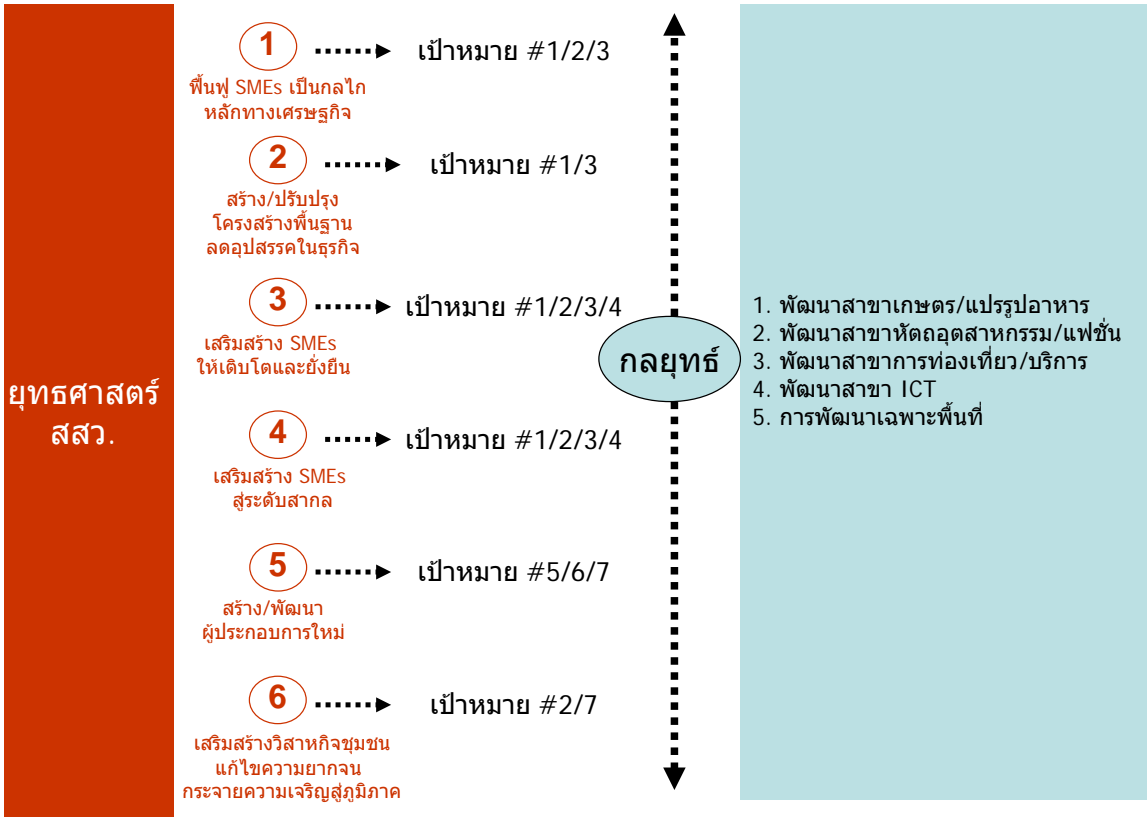 ยุทธศาสตร์
สสว.
1
เป้าหมาย #1/2/3
ฟื้นฟู SMEs เป็นกลไก
หลักทางเศรษฐกิจ
2
เป้าหมาย #1/3
สร้าง/ปรับปรุง
โครงสร้างพื้นฐาน
ลดอุปสรรคในธุรกิจ
3
เป้าหมาย #1/2/3/4
เสริมสร้าง SMEs
ให้เติบโตและยั่งยืน
4
เป้าหมาย #1/2/3/4
เสริมสร้าง SMEs
สู่ระดับสากล
5
เป้าหมาย #5/6/7
สร้าง/พัฒนา
ผู้ประกอบการใหม่
6
เป้าหมาย #2/7
เสริมสร้างวิสาหกิจชุมชน
แก้ไขความยากจน
กระจายความเจริญสู่ภูมิภาค
กลยุทธ์
1. พัฒนาสาขาเกษตร/แปรรูปอาหาร
2. พัฒนาสาขาหัตถอุตสาหกรรม/แฟชั่น
3. พัฒนาสาขาการท่องเที่ยว/บริการ
4. พัฒนาสาขา ICT
5. การพัฒนาเฉพาะพื้นที่